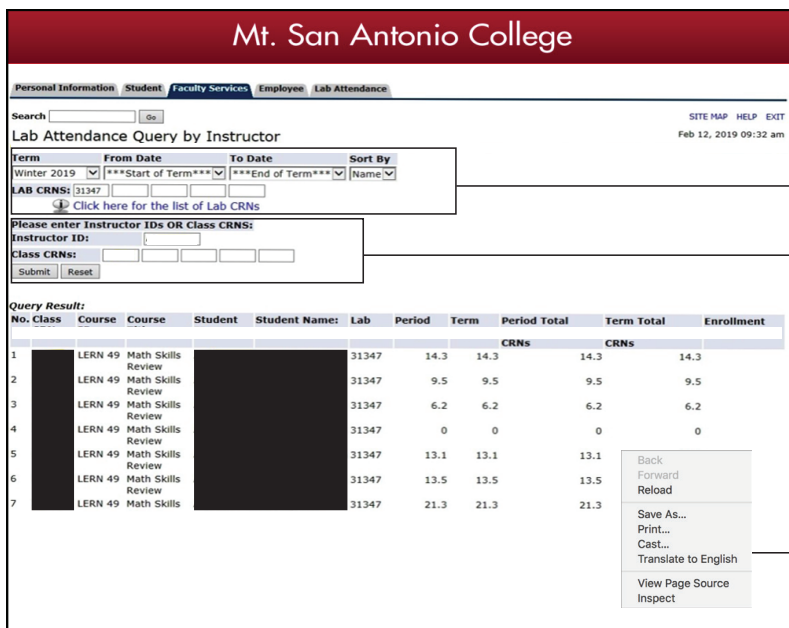 Mt. San Antonio College
Personal Information Student Faculty Services Employee Lab Attendance
Search Go SITE MAP HELP EXIT
Lab Attendance Query by Instructor Feb 12, 2019 09:32 am
Term From Date To Date Sort By
Winter 2019 ***Start of Term*** ***End of Term*** Name
LAB CRNS: 31347
Click here for the list of Lab CRNs
Please enter Instructor IDs OR Class CRNS:
Instructor ID:
Class CRNs:
Submit Reset
Query Result:
No. Class Course Course Student Student Name: Lab Period Term Period Total Term Total Enrollment
CRNs CRNs
1 LERN 49 Math Skills 31347 14.3 14.3 14.3 14.3
Review
2 LERN 49 Math Skills 31347 9.5 9.5 9.5 9.5
Review
3 LERN 49 Math Skills 31347 6.2 6.2 6.2 6.2
Review
4 LERN 49 Math Skills 31347 0 0 0 0
Review
5 LERN 49 Math Skills 31347 13.1 13.1 13.1
Review
6 LERN 49 Math Skills 31347 13.5 13.5 13.5
Review
7 LERN 49 Math Skills 31347 21.3 21.3 21.3
Back
Forward
Reload
Save As...
Print...
Cast...
Translate to English
View Page Source
Inspect